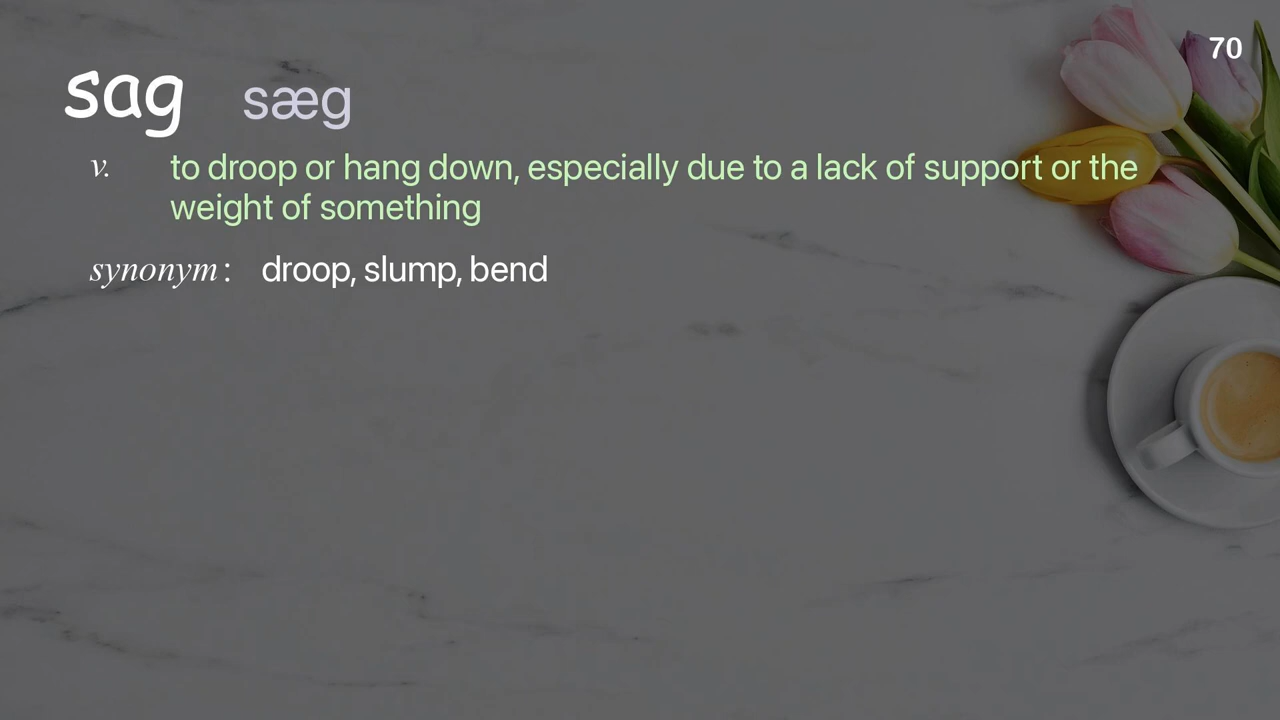 70
sag sæg
v. to droop or hang down, especially due to a lack of support or the
weight of something
synonym: droop, slump, bend